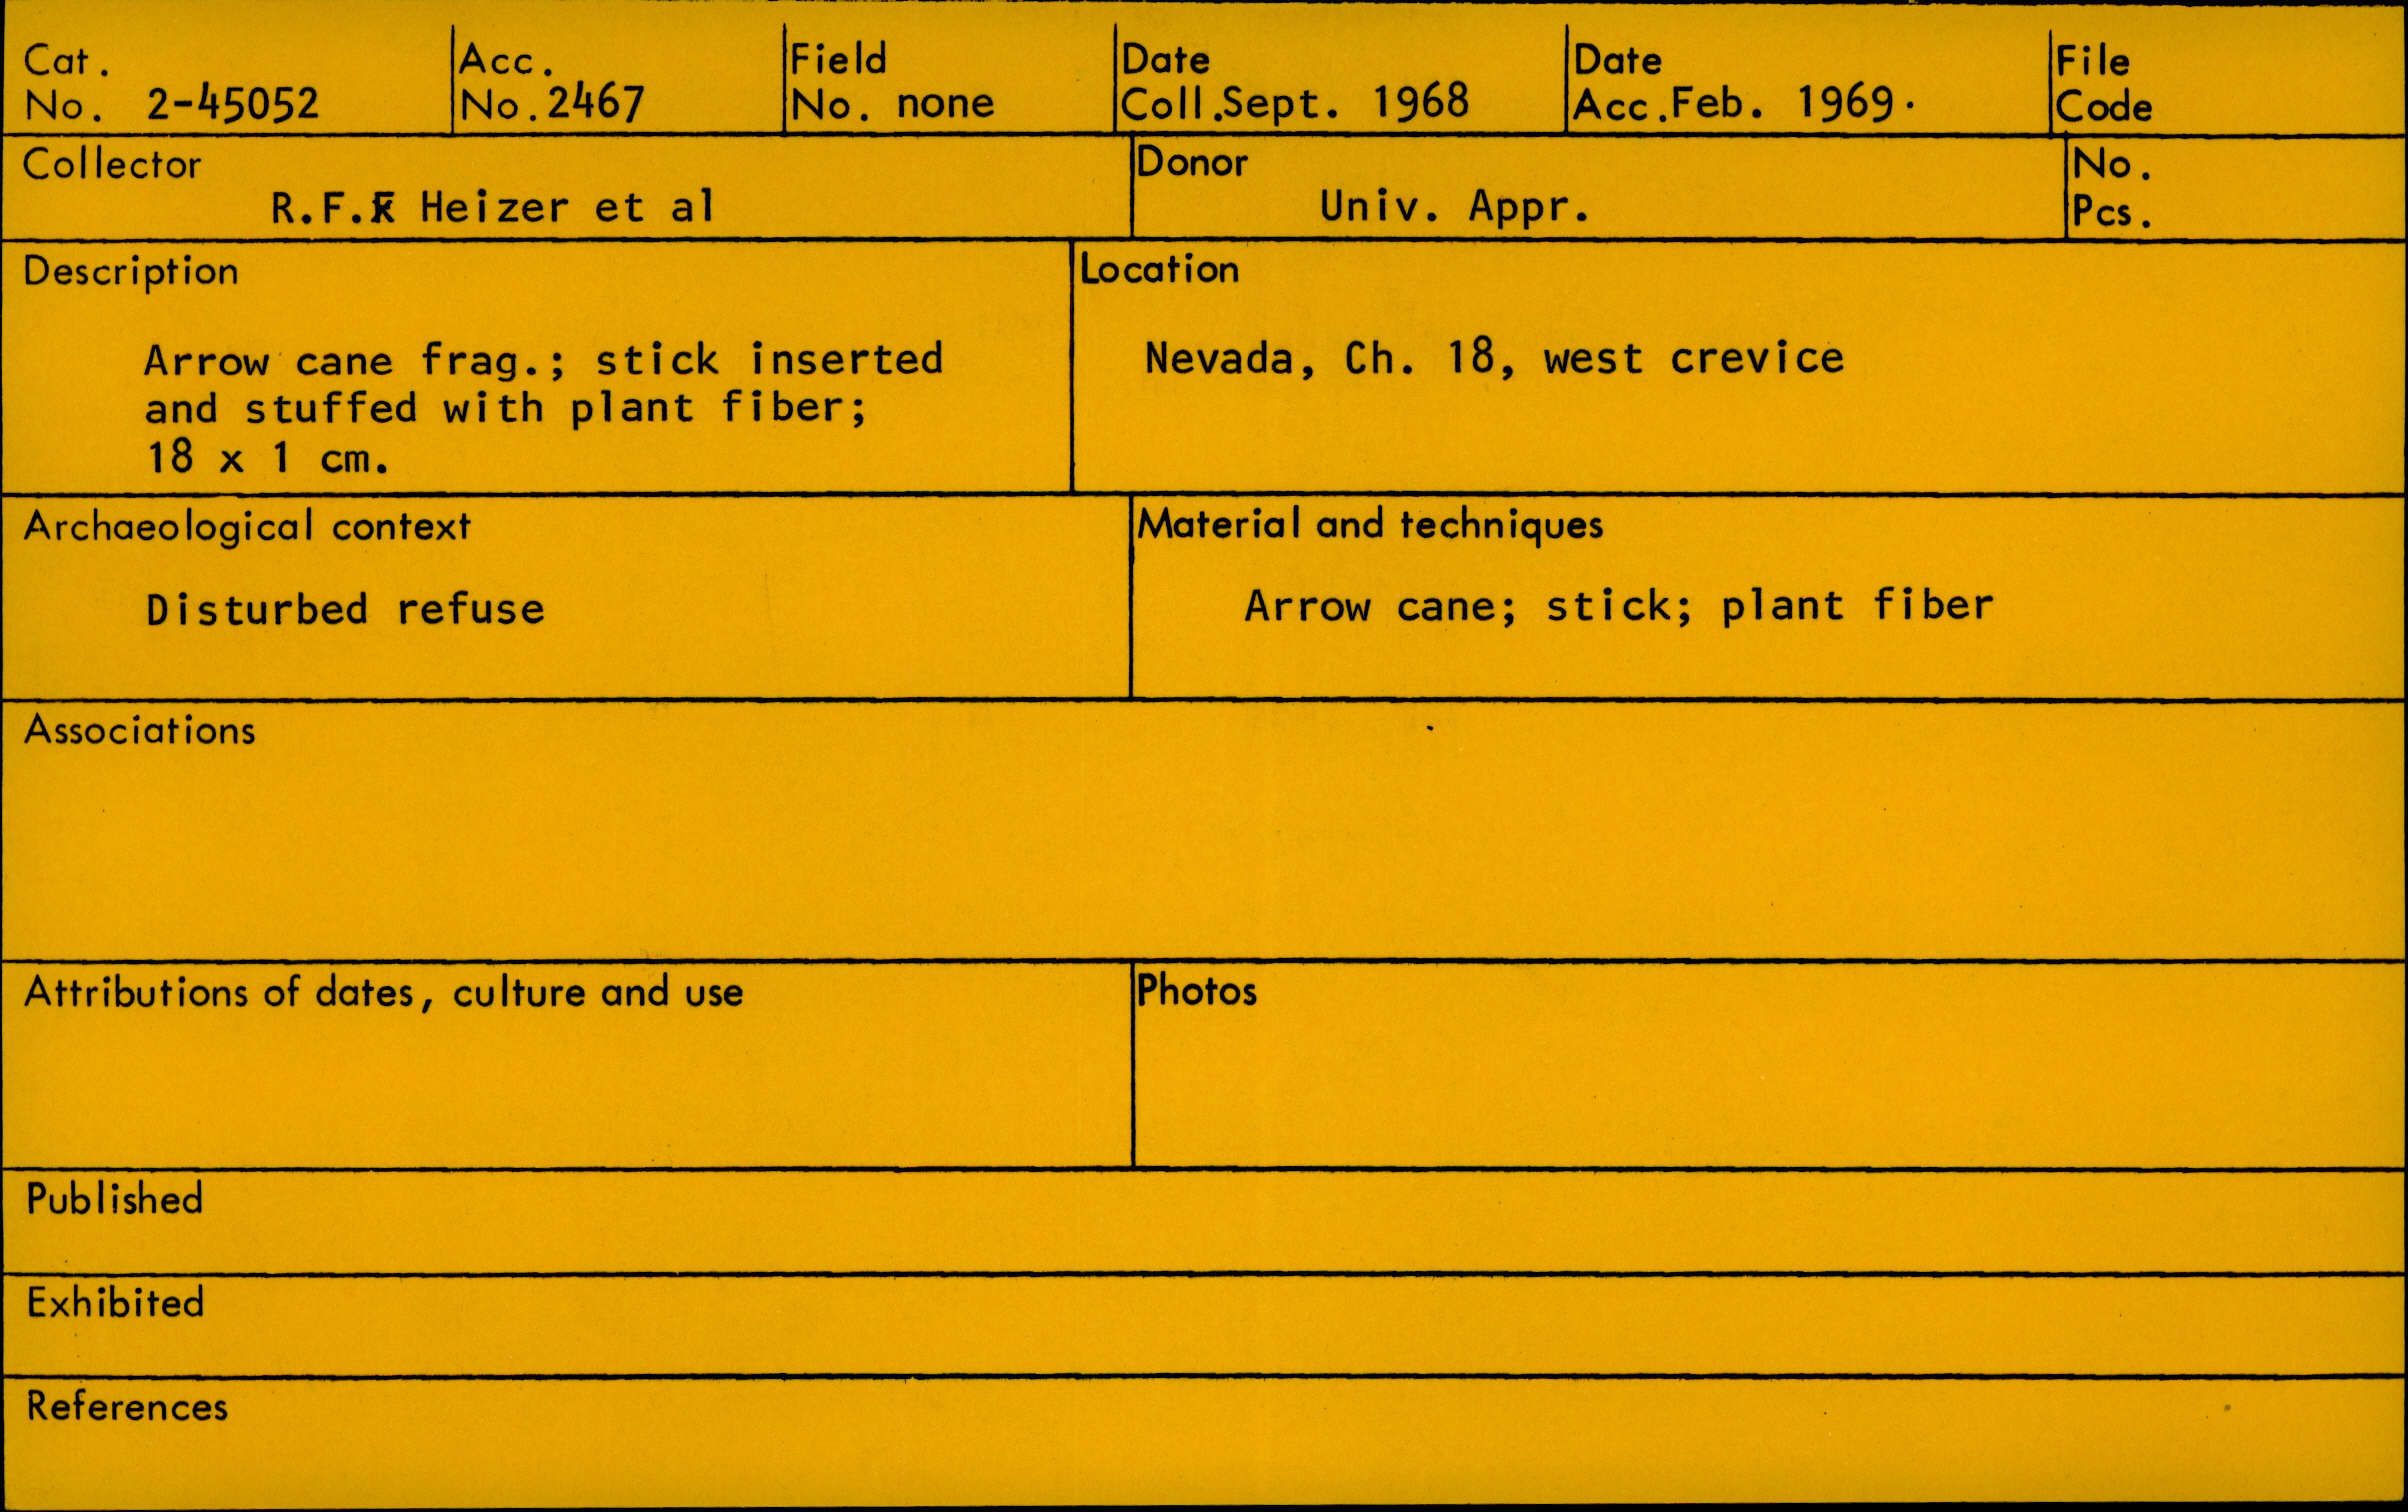 Cat. Acc. Field Date Date File
No. 2-45052 No. 2467 No. none Coll. Sept. 1968 Acc. Feb. 1969. Code
Collector Donor No.
R.F. Heizer et al Univ. Appr. Pcs.
Description Location
Arrow cane frag.; stick inserted Nevada, Ch. 18, west crevice
and stuffed with plant fiber;
18 x 1 cm.
Archaeological context Material and techniques
Disturbed refuse Arrow cane; stick; plant fiber
Associations
Attributions of dates, culture and use Photos
Published
Exhibited
References